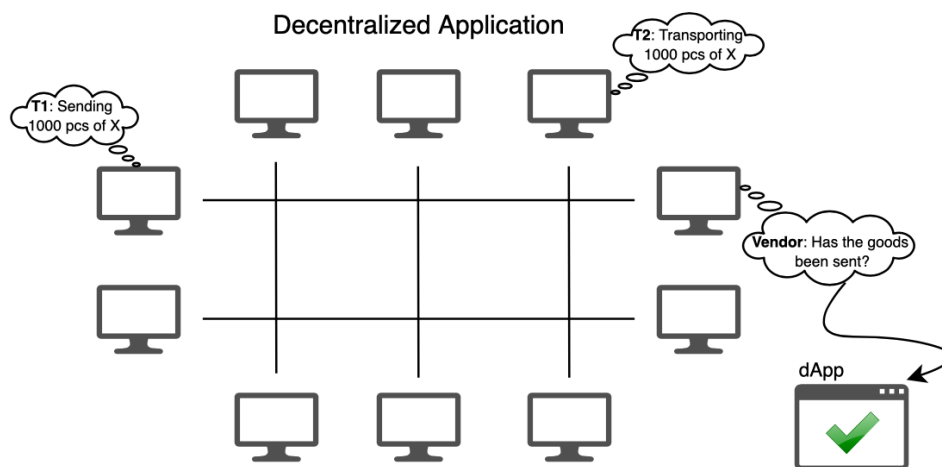 Decentralized Application
T2: Transporting
1000 pcs of X
T1: Sending
1000 pcs of X
Vendor: Has the goods
been sent?
dApp